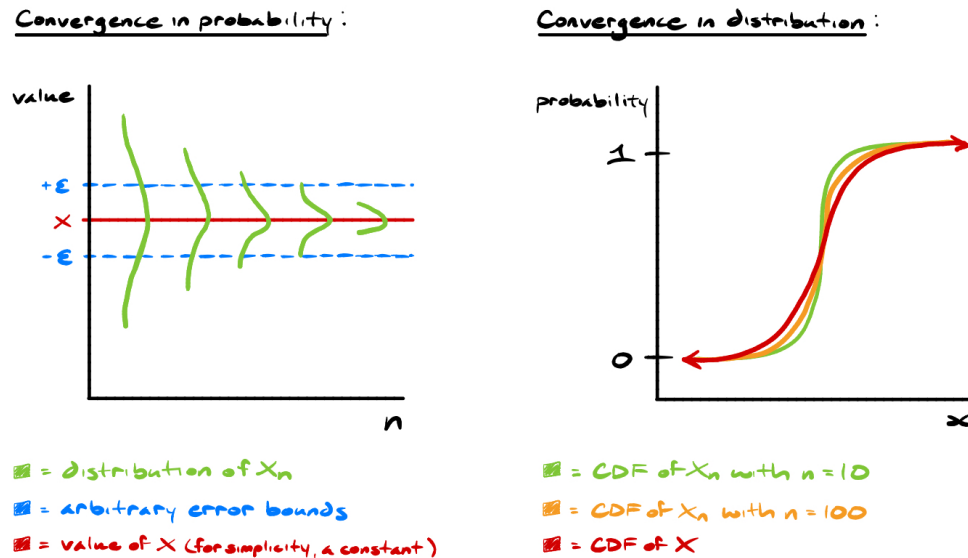 Convergence in probability:
value
+ε
X
-ε
n
= distribution of Xn
= arbitrary error bounds
= value of X (for simplicity, a constant)
Convergence in distribution:
probability
1
0
x
= CDF of Xn with n=10
= CDF of Xn with n=100
= CDF of X